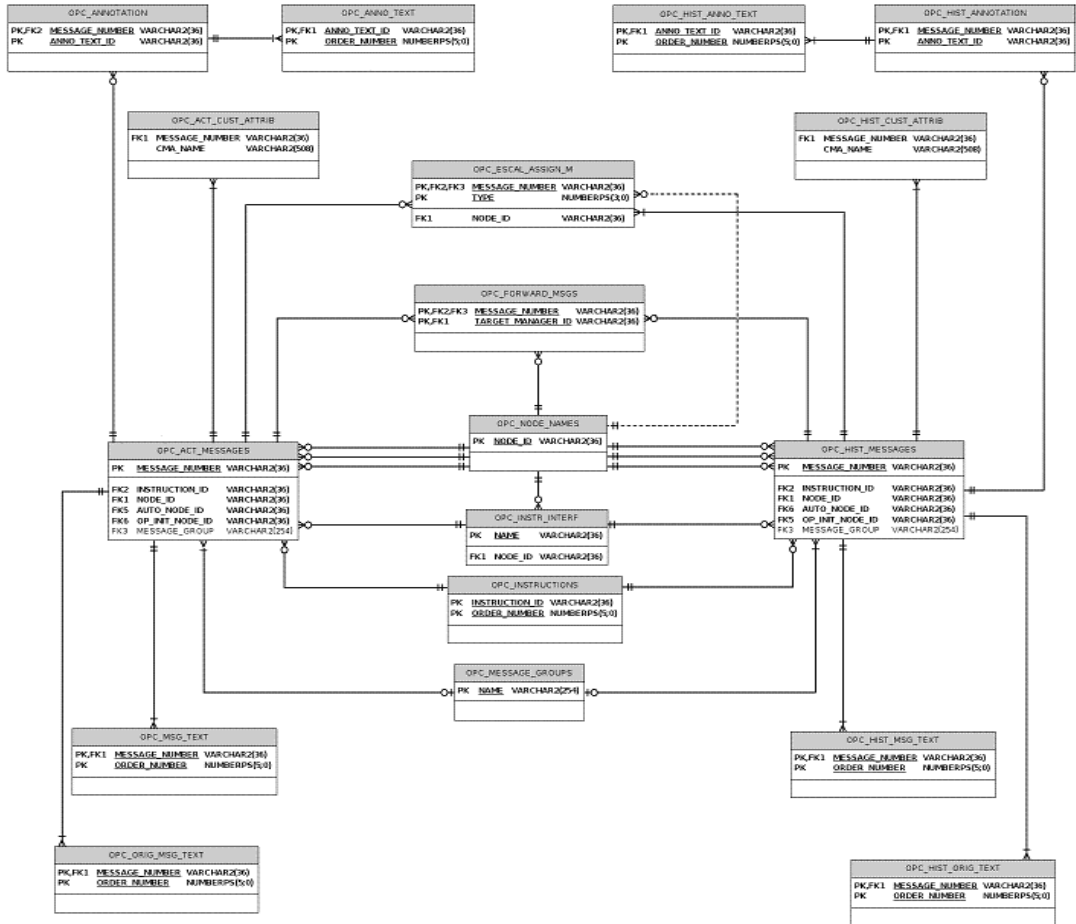 OPC_ANNOTATION
PK,FK2 MESSAGE_NUMBER VARCHAR2(36)
PK ANNO_TEXT_ID VARCHAR2(36)
OPC_ANNO_TEXT
PK,FK1 ANNO_TEXT_ID VARCHAR2(36)
PK ORDER_NUMBER NUMBERPS(5;0)
OPC_HIST_ANNO_TEXT
PK,FK1 ANNO_TEXT_ID VARCHAR2(36)
PK ORDER_NUMBER NUMBERPS(5;0)
OPC_HIST_ANNOTATION
PK,FK1 MESSAGE_NUMBER VARCHAR2(36)
PK ANNO_TEXT_ID VARCHAR2(36)
OPC_ACT_CUST_ATTRIB
FK1 MESSAGE_NUMBER VARCHAR2(36)
CMA_NAME VARCHAR2(508)
OPC_HIST_CUST_ATTRIB
FK1 MESSAGE_NUMBER VARCHAR2(36)
CMA_NAME VARCHAR2(508)
OPC_ESCAL_ASSIGN_M
PK,FK2,FK3 MESSAGE_NUMBER VARCHAR2(36)
PK TYPE NUMBERPS(3;0)
FK1 NODE_ID VARCHAR2(36)
OPC_FORWARD_MSGS
PK,FK2,FK3 MESSAGE_NUMBER VARCHAR2(36)
PK,FK1 TARGET_MANAGER_ID VARCHAR2(36)
OPC_NODE_NAMES
PK NODE_ID VARCHAR2(36)
OPC_ACT_MESSAGES
PK MESSAGE_NUMBER VARCHAR2(36)
FK2 INSTRUCTION_ID VARCHAR2(36)
FK1 NODE_ID VARCHAR2(36)
FK5 AUTO_NODE_ID VARCHAR2(36)
FK6 OP_INIT_NODE_ID VARCHAR2(36)
FK3 MESSAGE_GROUP VARCHAR2(254)
OPC_HIST_MESSAGES
PK MESSAGE_NUMBER VARCHAR2(36)
FK2 INSTRUCTION_ID VARCHAR2(36)
FK1 NODE_ID VARCHAR2(36)
FK6 AUTO_NODE_ID VARCHAR2(36)
FK5 OP_INIT_NODE_ID VARCHAR2(36)
FK3 MESSAGE_GROUP VARCHAR2(254)
OPC_INSTR_INTERF
PK NAME VARCHAR2(36)
FK1 NODE_ID VARCHAR2(36)
OPC_INSTRUCTIONS
PK INSTRUCTION_ID VARCHAR2(36)
PK ORDER_NUMBER NUMBERPS(5;0)
OPC_MESSAGE_GROUPS
PK NAME VARCHAR2(254)
OPC_MSG_TEXT
PK,FK1 MESSAGE_NUMBER VARCHAR2(36)
PK ORDER_NUMBER NUMBERPS(5;0)
OPC_HIST_MSG_TEXT
PK,FK1 MESSAGE_NUMBER VARCHAR2(36)
PK ORDER_NUMBER NUMBERPS(5;0)
OPC_ORIG_MSG_TEXT
PK,FK1 MESSAGE_NUMBER VARCHAR2(36)
PK ORDER_NUMBER NUMBERPS(5;0)
OPC_HIST_ORIG_TEXT
PK,FK1 MESSAGE_NUMBER VARCHAR2(36)
PK ORDER_NUMBER NUMBERPS(5;0)